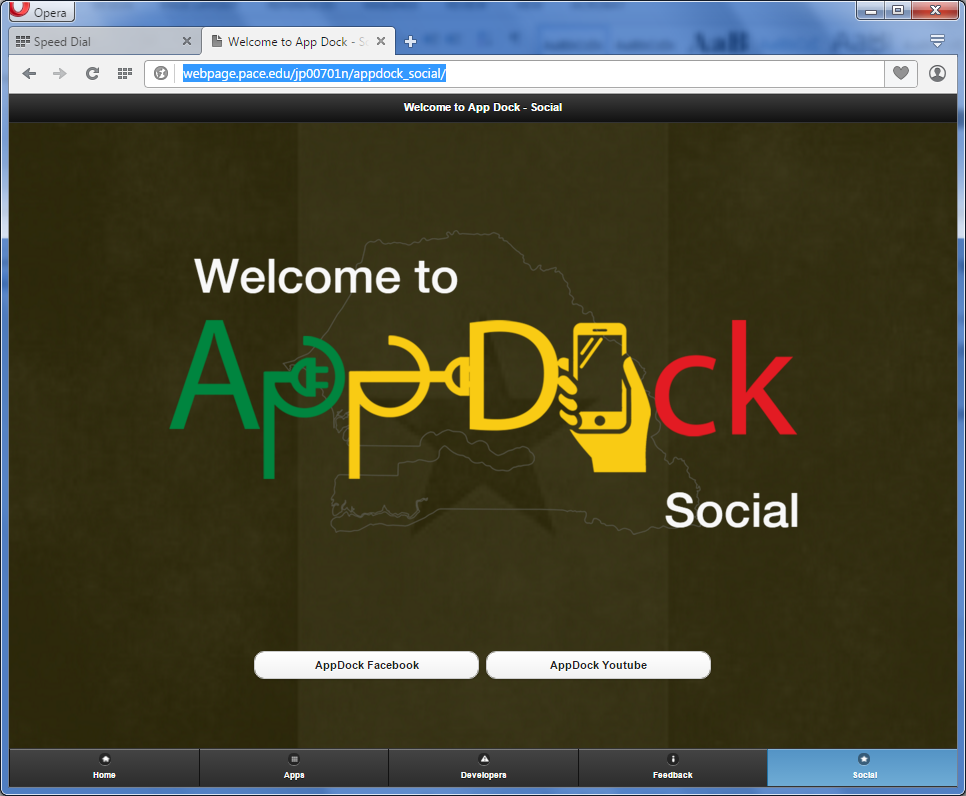 Opera
Speed Dial
Welcome to App Dock - S
webpage.pace.edu/jp00701n/appdock_social/
Welcome to App Dock - Social
Welcome to
AppDock
Social
AppDock Facebook
AppDock Youtube
Home
Apps
Developers
Feedback
Social